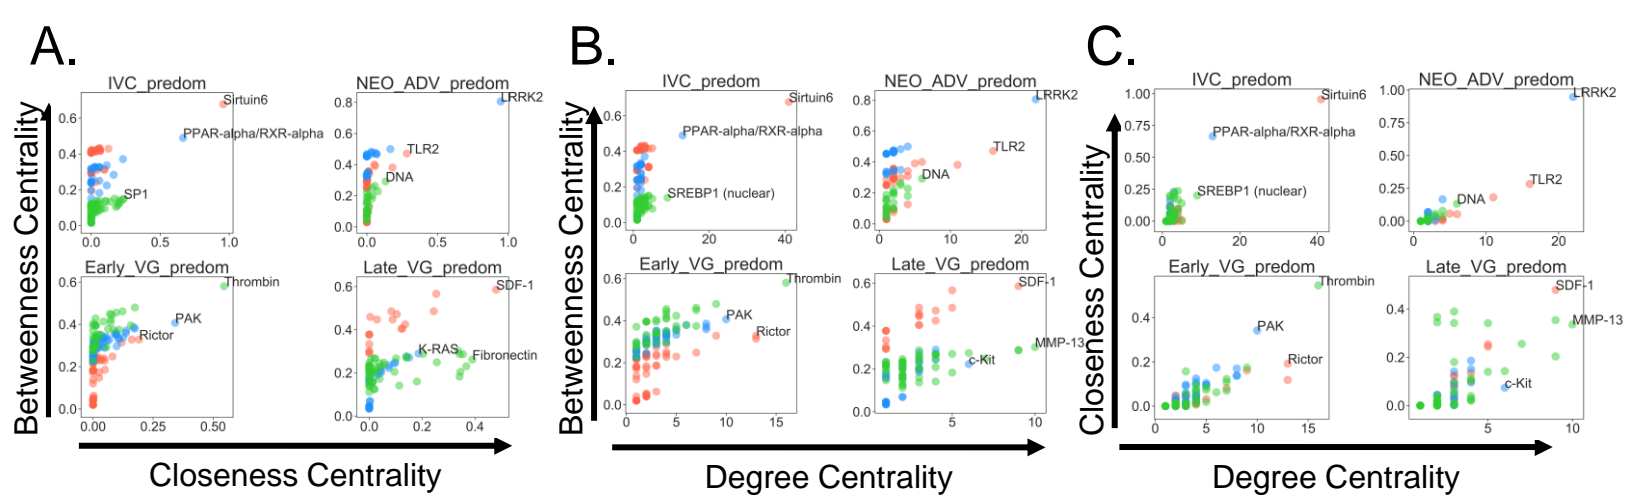 A.
B.
C.
IVC_predom
NEO_ADV_predom
Sirtuin6
PPAR-alpha/RXR-alpha
SP1
0.6
0.4
0.2
0.0
0.0
0.5
1.0
LRRK2
TLR2
DNA
0.8
0.6
0.4
0.2
0.0
0.0
0.5
1.0
Early_VG_predom
Late_VG_predom
Thrombin
PAK
Rictor
0.6
0.4
0.2
0.0
0.00
0.25
0.50
SDF-1
K-RAS
Fibronectin
0.6
0.4
0.2
0.0
0.0
0.2
0.4
Betweenness Centrality
Closeness Centrality
IVC_predom
NEO_ADV_predom
Sirtuin6
PPAR-alpha/RXR-alpha
SREBP1 (nuclear)
0.6
0.4
0.2
0.0
0
20
40
LRRK2
TLR2
DNA
0.8
0.6
0.4
0.2
0.0
0
10
20
Early_VG_predom
Late_VG_predom
Thrombin
PAK
Rictor
0.6
0.4
0.2
0.0
0
5
10
15
SDF-1
MMP-13
c-Kit
0.6
0.4
0.2
0.0
5
10
Betweenness Centrality
Degree Centrality
IVC_predom
NEO_ADV_predom
Sirtuin6
PPAR-alpha/RXR-alpha
SREBP1 (nuclear)
1.00
0.75
0.50
0.25
0.00
0
20
40
LRRK2
TLR2
DNA
1.00
0.75
0.50
0.25
0.00
0
10
20
Early_VG_predom
Late_VG_predom
Thrombin
PAK
Rictor
0.4
0.2
0.0
0
5
10
15
SDF-1
MMP-13
c-Kit
0.4
0.2
0.0
5
10
Closeness Centrality
Degree Centrality